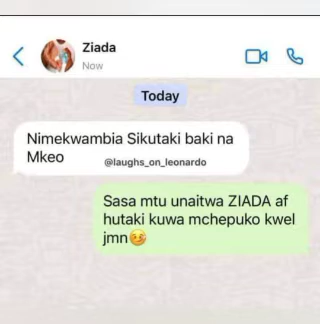 Ziada
Now
Today
Nimekwambia Sikutaki baki na
Mkeo
@laughs_on_leonardo
Sasa mtu unaitwa ZIADA af
hutaki kuwa mchepuko kwel
jmn😏